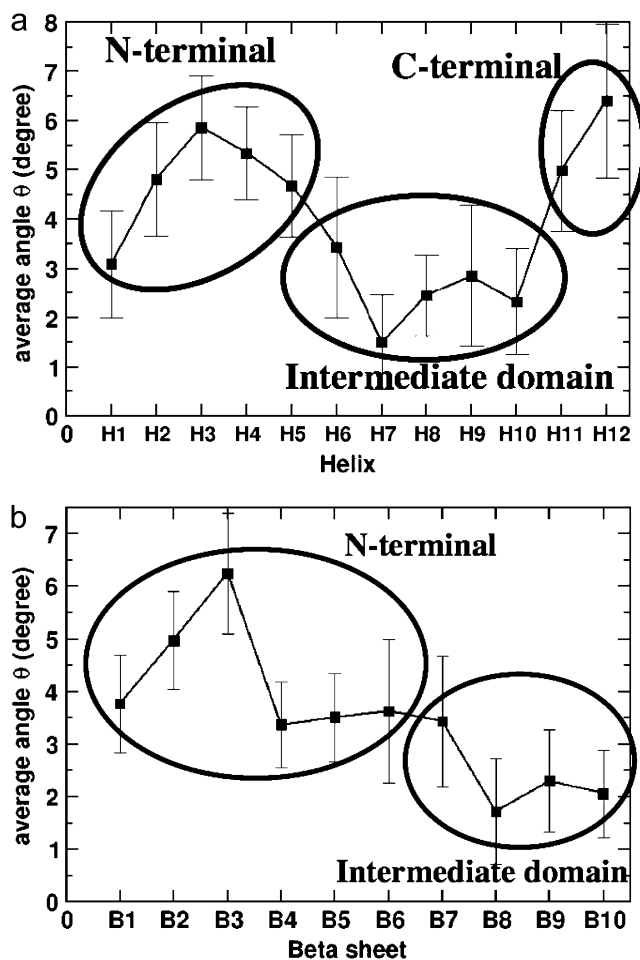 a
8
N-terminal
C-terminal
7
6
5
4
3
2
1
0
average angle θ (degree)
Intermediate domain
0 H1 H2 H3 H4 H5 H6 H7 H8 H9 H10 H11 H12
Helix
b
7
N-terminal
6
5
4
3
2
1
0
average angle θ (degree)
Intermediate domain
0 B1 B2 B3 B4 B5 B6 B7 B8 B9 B10
Beta sheet